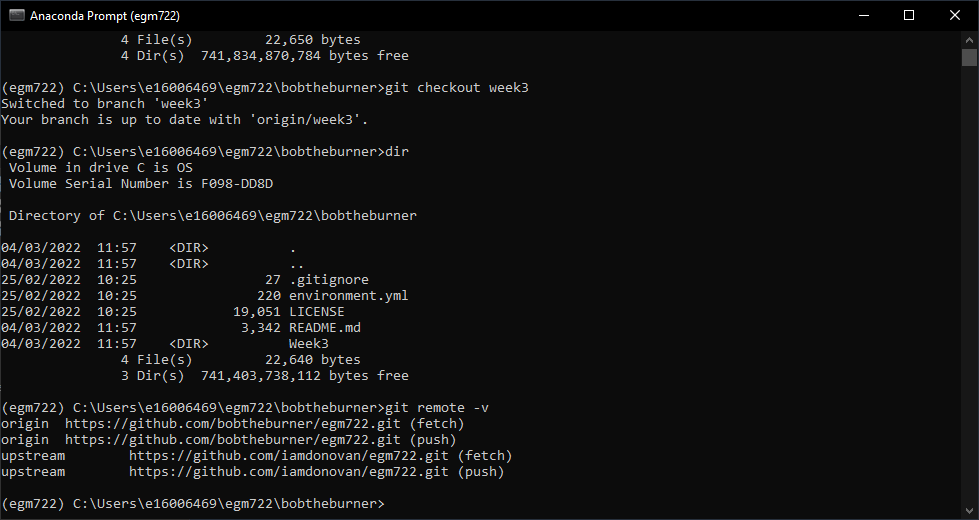 Anaconda Prompt (egm722)
4 File(s) 22,650 bytes
4 Dir(s) 741,834,870,784 bytes free
(egm722) C:\Users\e16006469\egm722\bobtheburner>git checkout week3
Switched to branch 'week3'
Your branch is up to date with 'origin/week3'.
(egm722) C:\Users\e16006469\egm722\bobtheburner>dir
Volume in drive C is OS
Volume Serial Number is F098-DD8D
Directory of C:\Users\e16006469\egm722\bobtheburner
04/03/2022 11:57 <DIR> .
04/03/2022 11:57 <DIR> ..
25/02/2022 10:25 27 .gitignore
25/02/2022 10:25 220 environment.yml
25/02/2022 10:25 19,051 LICENSE
04/03/2022 11:57 3,342 README.md
04/03/2022 11:57 <DIR> Week3
4 File(s) 22,640 bytes
3 Dir(s) 741,403,738,112 bytes free
(egm722) C:\Users\e16006469\egm722\bobtheburner>git remote -v
origin https://github.com/bobtheburner/egm722.git (fetch)
origin https://github.com/bobtheburner/egm722.git (push)
upstream https://github.com/iamdonovan/egm722.git (fetch)
upstream https://github.com/iamdonovan/egm722.git (push)
(egm722) C:\Users\e16006469\egm722\bobtheburner>